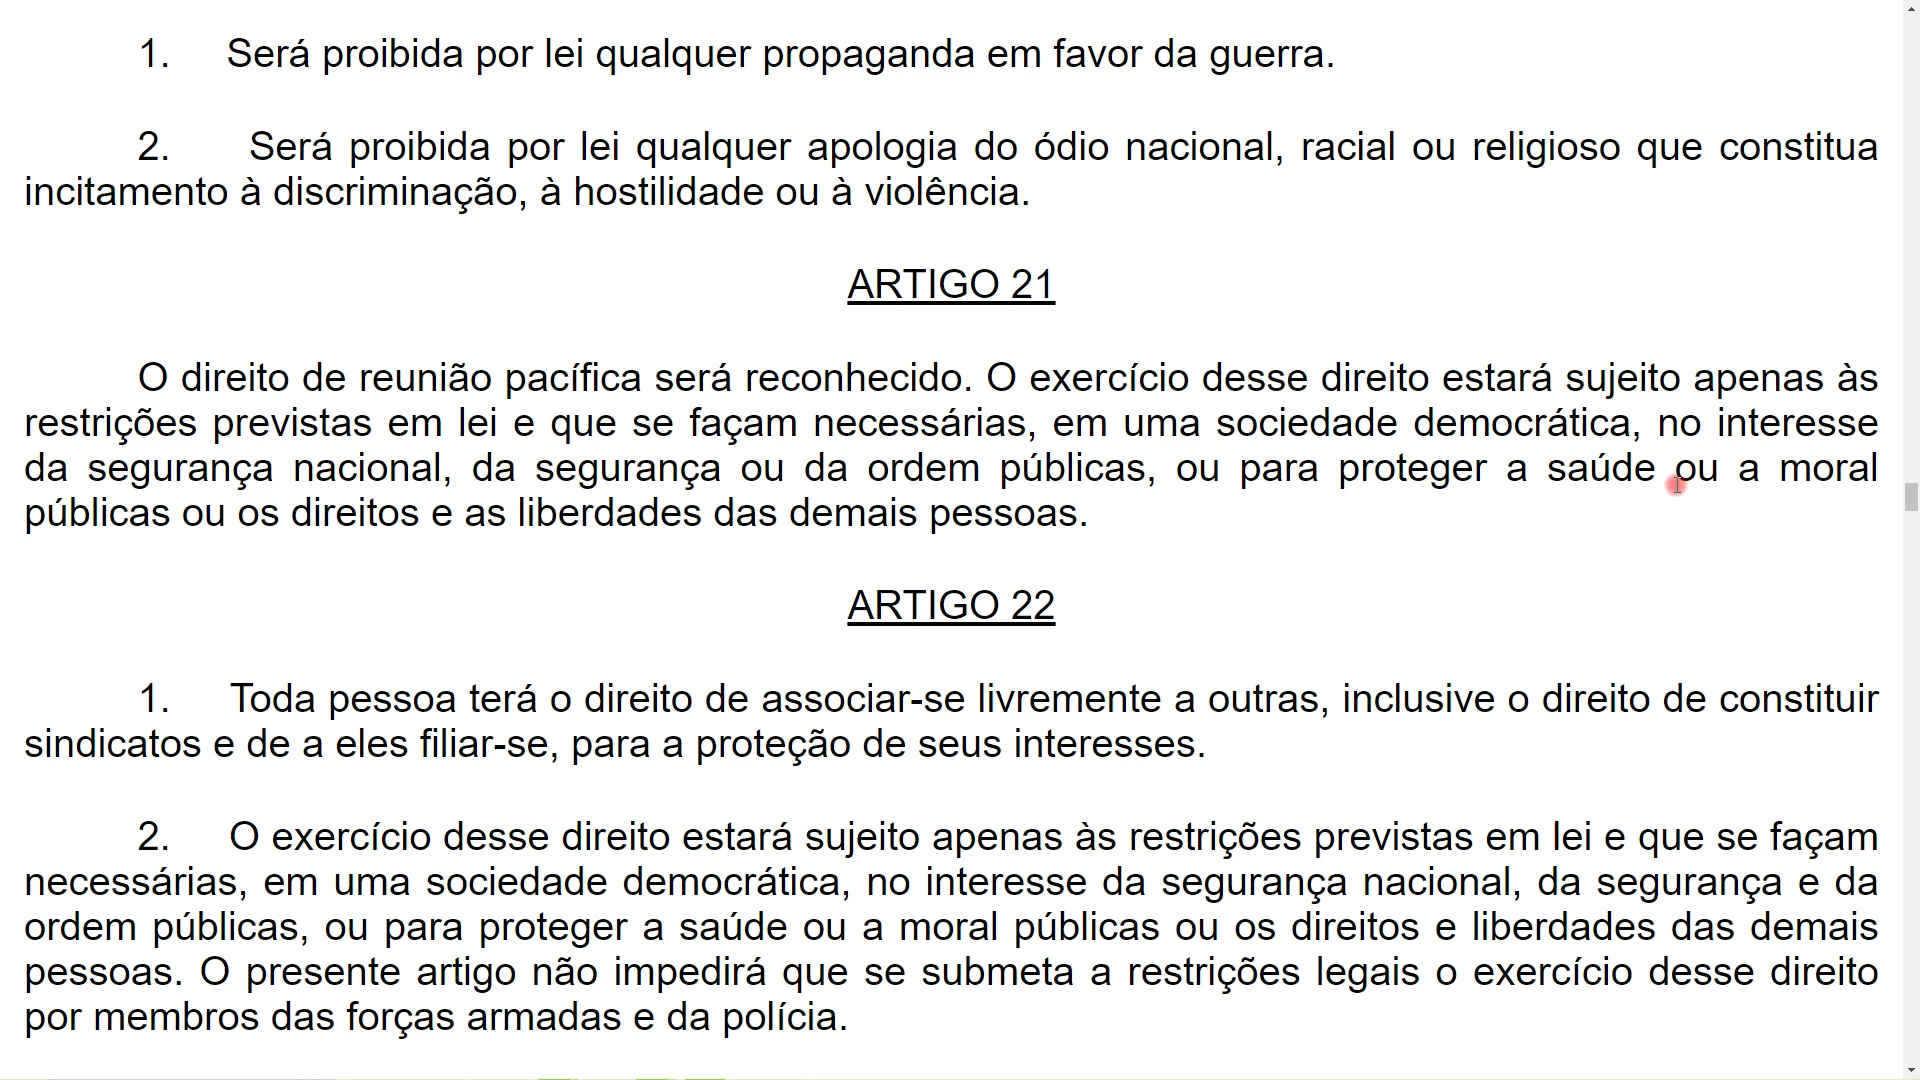 1. Será proibida por lei qualquer propaganda em favor da guerra.
2. Será proibida por lei qualquer apologia do ódio nacional, racial ou religioso que constitua
incitamento à discriminação, à hostilidade ou à violência.
ARTIGO 21
O direito de reunião pacífica será reconhecido. O exercício desse direito estará sujeito apenas às
restrições previstas em lei e que se façam necessárias, em uma sociedade democrática, no interesse
da segurança nacional, da segurança ou da ordem públicas, ou para proteger a saúde ou a moral
públicas ou os direitos e as liberdades das demais pessoas.
ARTIGO 22
1. Toda pessoa terá o direito de associar-se livremente a outras, inclusive o direito de constituir
sindicatos e de a eles filiar-se, para a proteção de seus interesses.
2. O exercício desse direito estará sujeito apenas às restrições previstas em lei e que se façam
necessárias, em uma sociedade democrática, no interesse da segurança nacional, da segurança e da
ordem públicas, ou para proteger a saúde ou a moral públicas ou os direitos e liberdades das demais
pessoas. O presente artigo não impedirá que se submeta a restrições legais o exercício desse direito
por membros das forças armadas e da polícia.